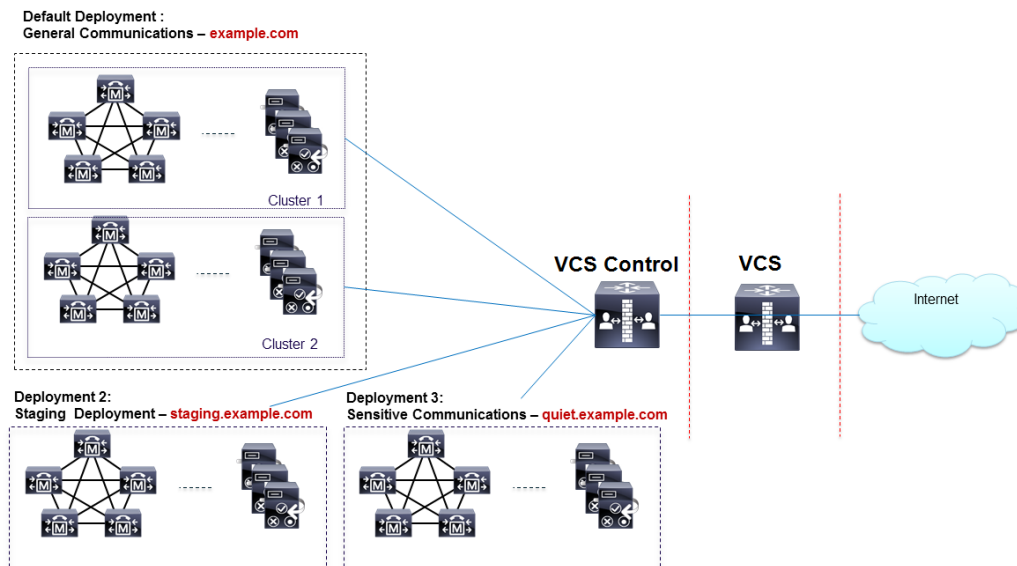 Default Deployment :
General Communications – example.com
M
M
M
M
M
Cluster 1
M
M
M
M
M
Cluster 2
VCS Control
VCS
Internet
Deployment 2:
Staging Deployment – staging.example.com
M
M
M
M
M
Deployment 3:
Sensitive Communications – quiet.example.com
M
M
M
M
M